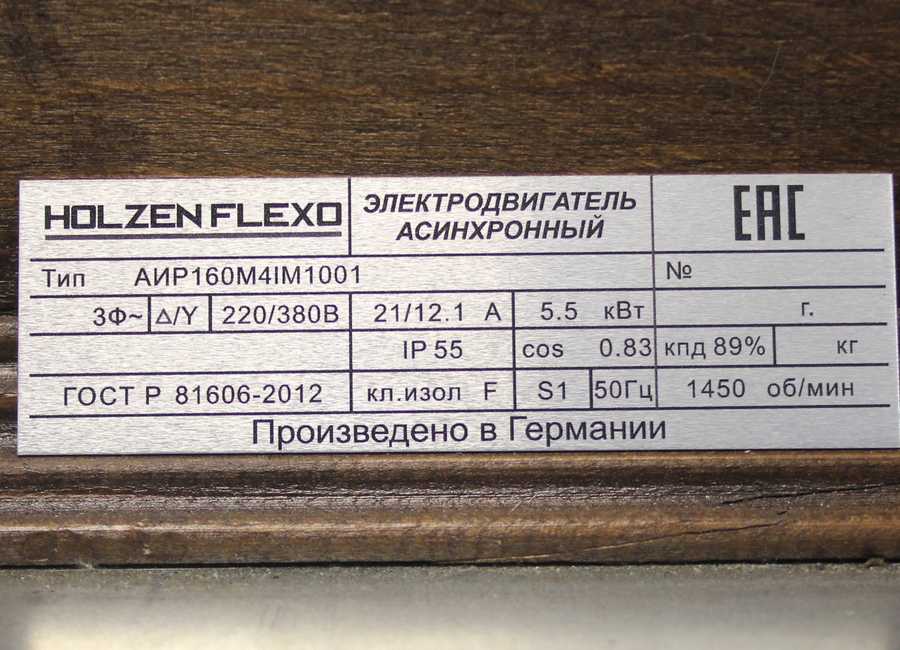 HOLZEN FLEXO ЭЛЕКТРОДВИГАТЕЛЬ АСИНХРОННЫЙ ЕАС
Тип АИР160М4IM1001 №
3Ф~ Δ/Y 220/380В 21/12.1 А 5.5 кВт г.
IP 55 cos 0.83 кпд 89% кг
ГОСТ Р 81606-2012 кл.изол F S1 50Гц 1450 об/мин
Произведено в Германии